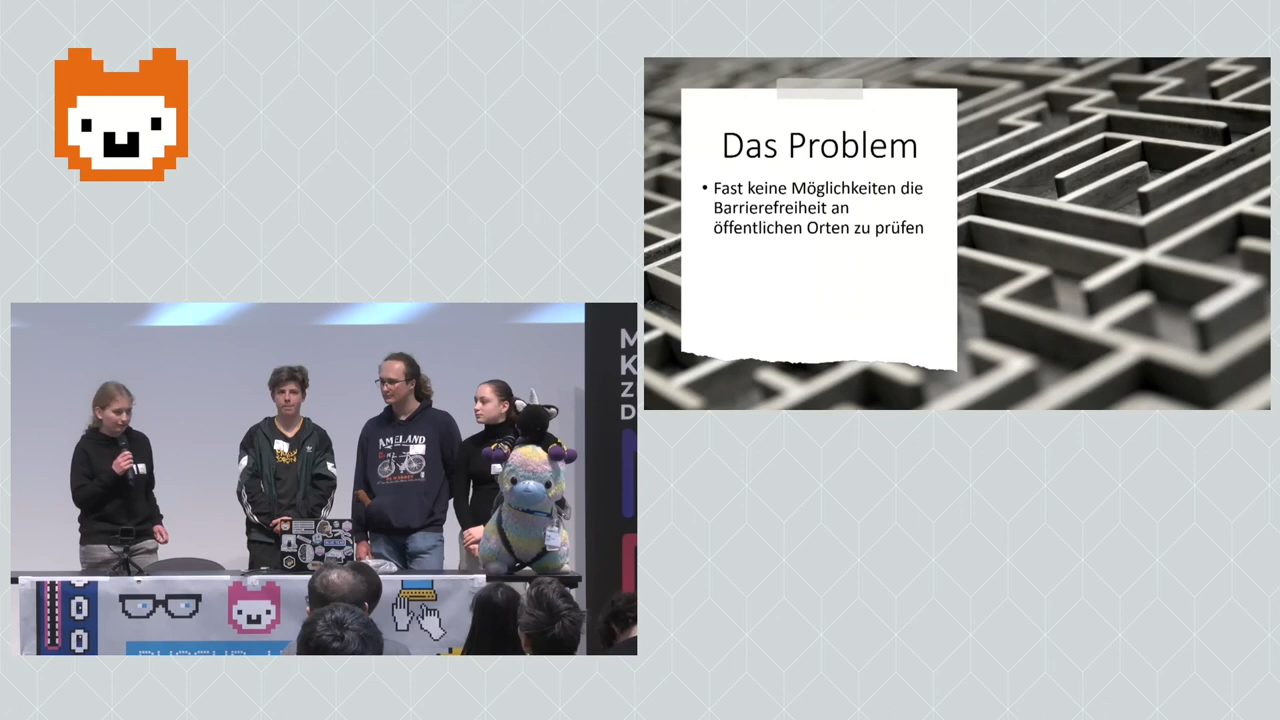 Das Problem
• Fast keine Möglichkeiten die
Barrierefreiheit an
öffentlichen Orten zu prüfen
AMELAND
M
K
Z
D